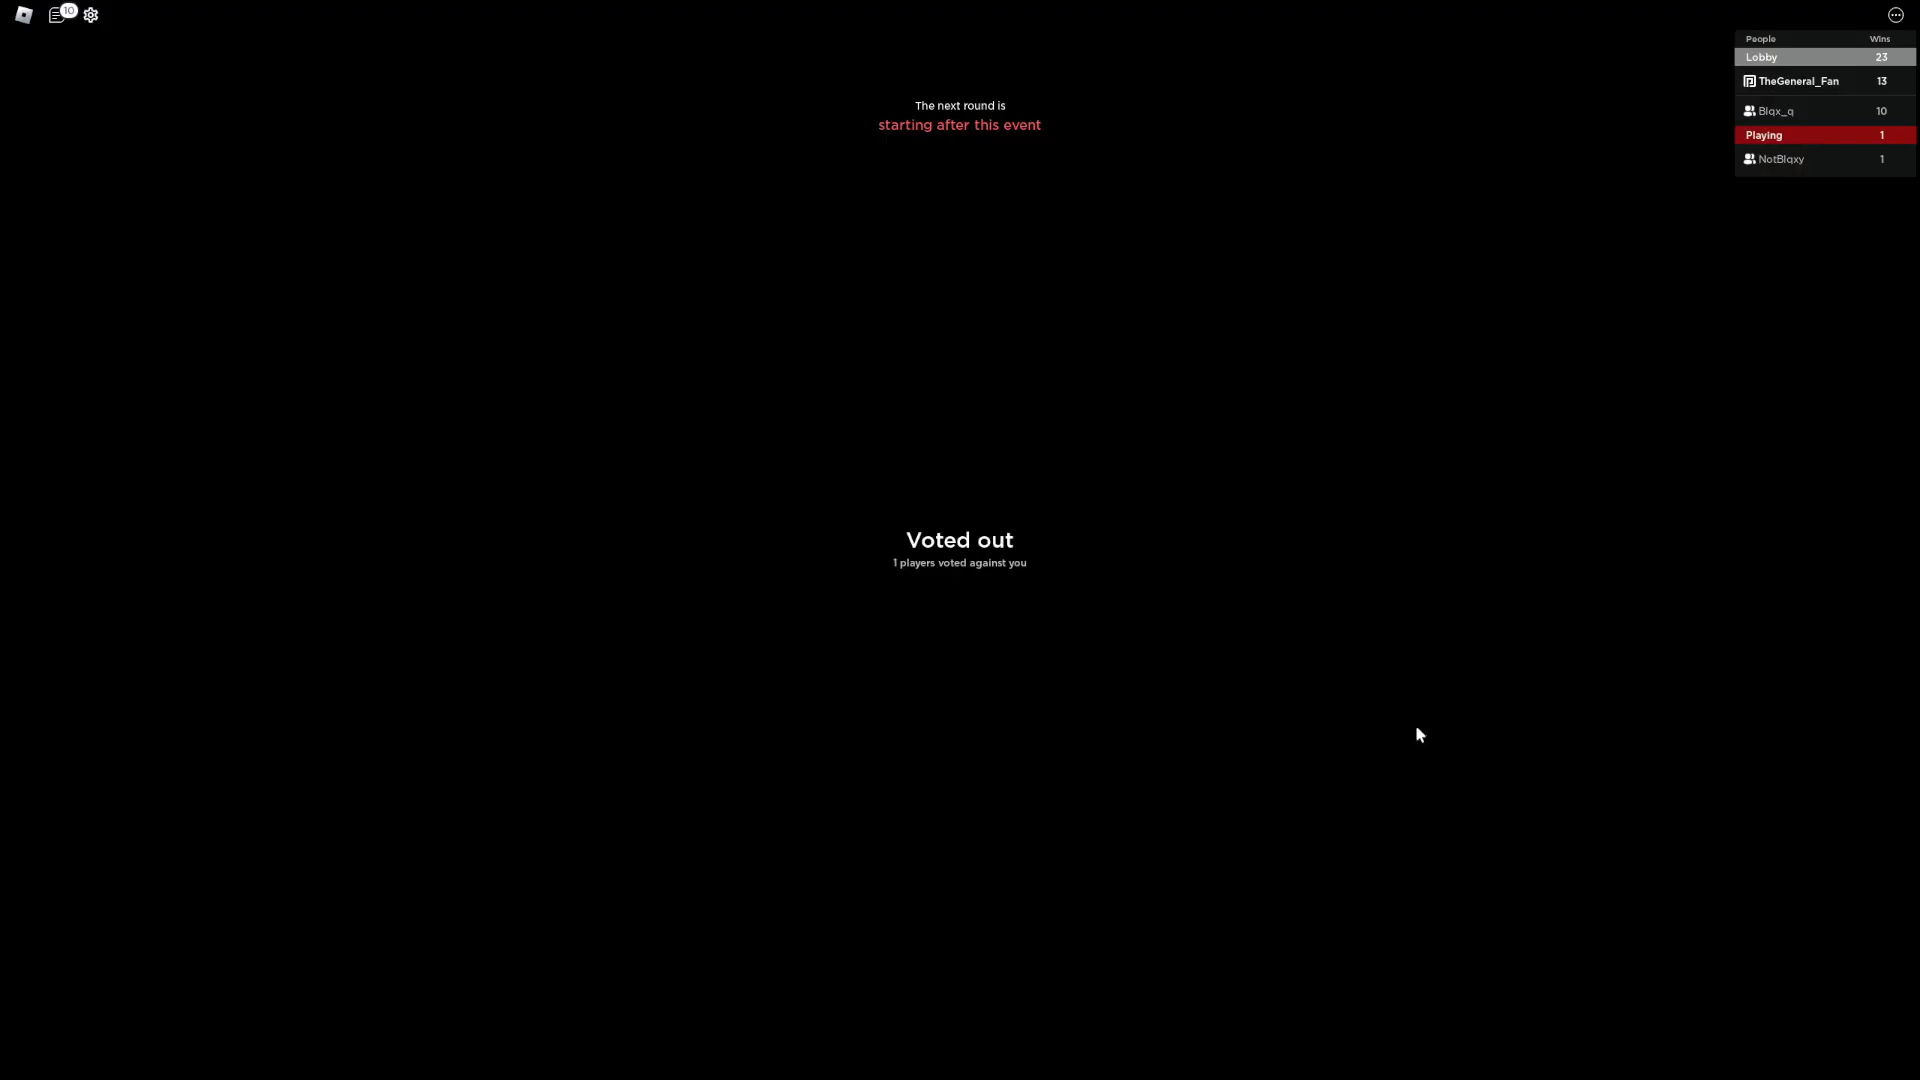 10
People Wins
Lobby 23
TheGeneral_Fan 13
The next round is
starting after this event
Blqx_q 10
Playing 1
NotBlqxy 1
Voted out
1 players voted against you